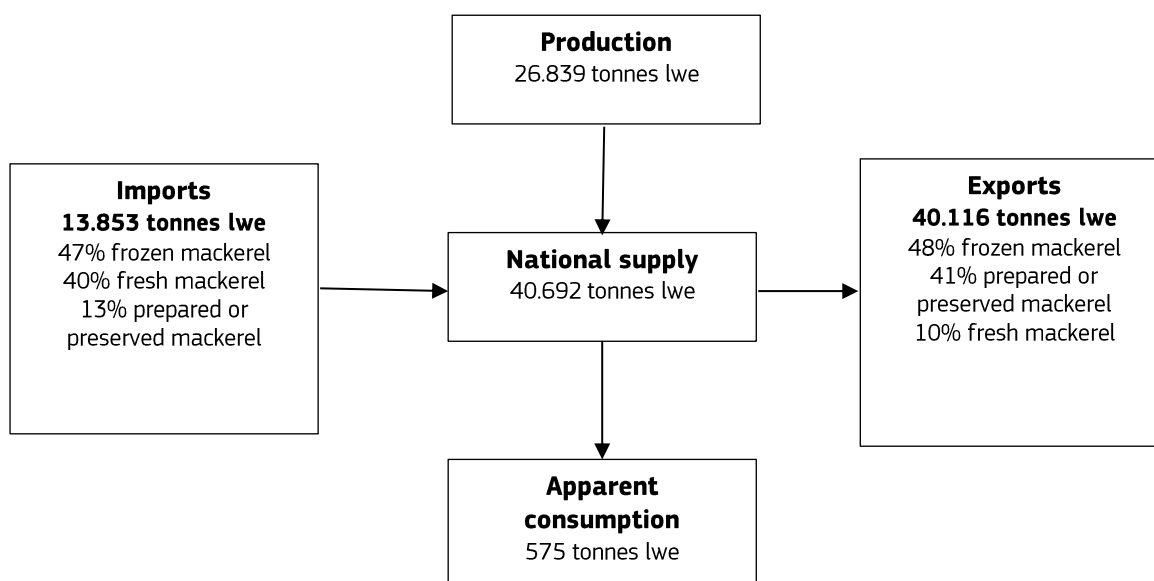 Production
26.839 tonnes lwe
Imports
13.853 tonnes lwe
47% frozen mackerel
40% fresh mackerel
13% prepared or
preserved mackerel
National supply
40.692 tonnes lwe
Exports
40.116 tonnes lwe
48% frozen mackerel
41% prepared or
preserved mackerel
10% fresh mackerel
Apparent
consumption
575 tonnes lwe